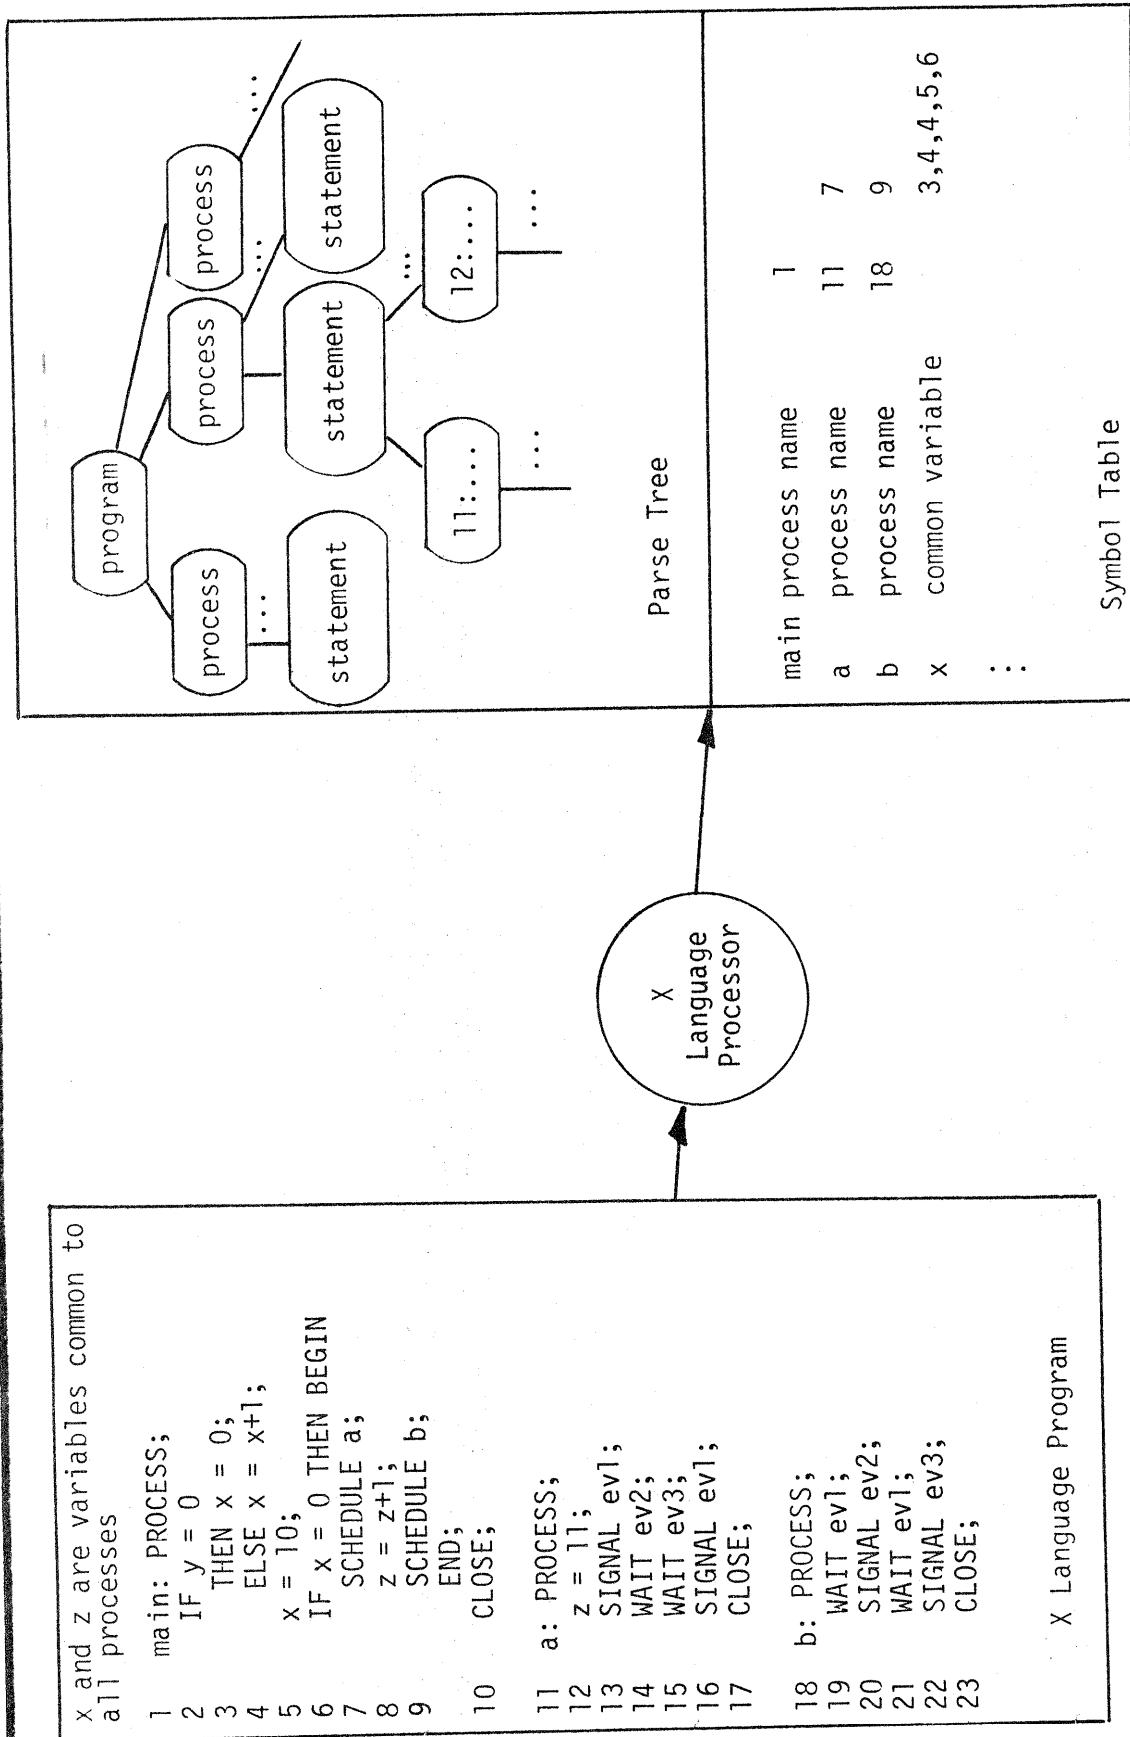 x and z are variables common to
all processes
1 main: PROCESS;
2 IF y = 0
3 THEN x = 0;
4 ELSE x = x+1;
5 x = 10;
6 IF x = 0 THEN BEGIN
7 SCHEDULE a;
8 z = z+1;
9 SCHEDULE b;
END;
10 CLOSE;
11 a: PROCESS;
12 z = 11;
13 SIGNAL ev1;
14 WAIT ev2;
15 WAIT ev3;
16 SIGNAL ev1;
17 CLOSE;
18 b: PROCESS;
19 WAIT ev1;
20 SIGNAL ev2;
21 WAIT ev1;
22 SIGNAL ev3;
23 CLOSE;
X Language Program
X
Language
Processor
program
process
process
process
...
...
...
statement
statement
statement
...
11:....
12:....
...
...
Parse Tree
main process name 1
a process name 11 7
b process name 18 9
x common variable 3,4,4,5,6
:
:
Symbol Table